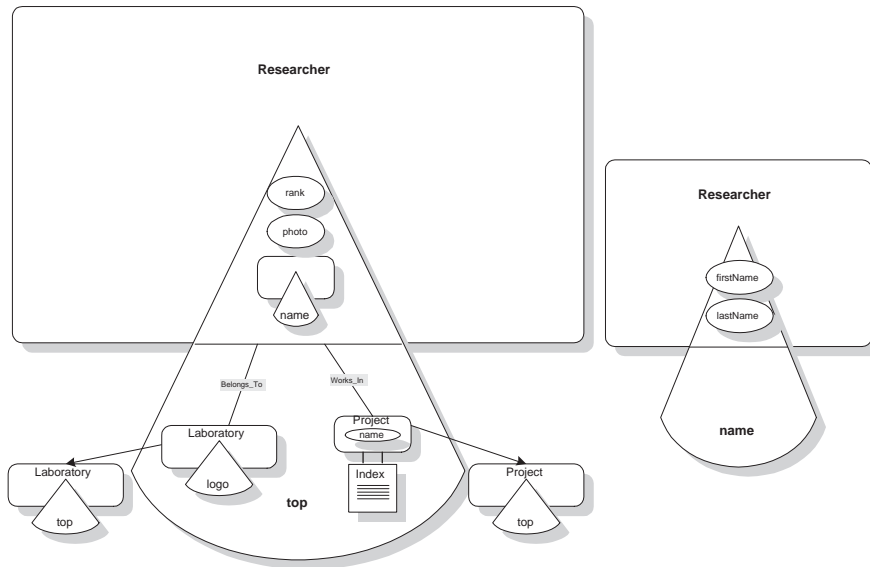 Researcher
rank
photo
name
Belongs_To
Works_In
Laboratory
logo
Project
name
Index
top
Laboratory
top
Project
top
Researcher
firstName
lastName
name